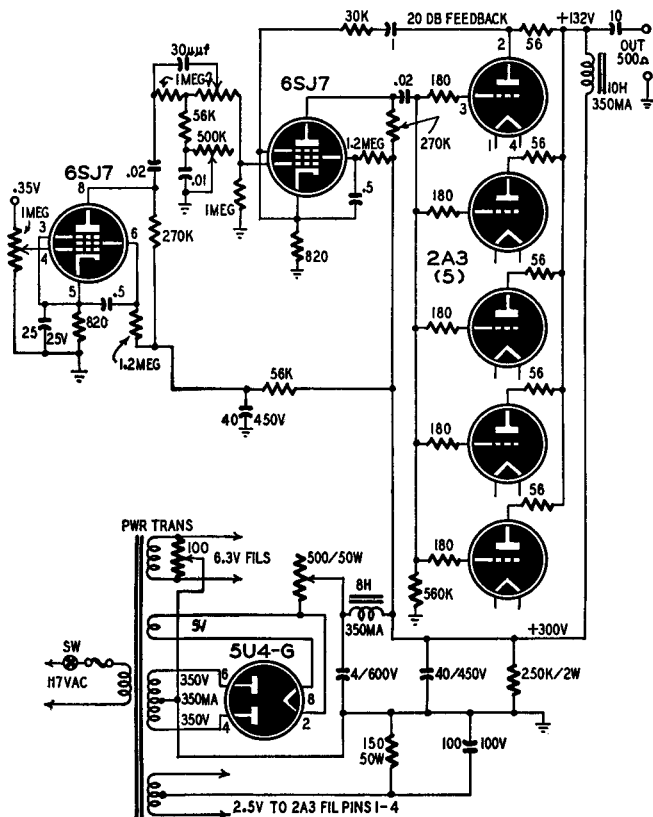 30K
20 DB FEEDBACK
+132V
10
1
2
56
OUT
500Ω
30μμf
1MEG?
6SJ7
.02
180
3
10H
350MA
56K
500K
1 4
1.2MEG
270K
56
6SJ7
.02
.01
.5
180
.35V
8
1MEG
1MEG
3
6
270K
820
2A3
(5)
4
56
5
.5
180
25
25V
820
1.2MEG
56K
56
40
450V
180
56
PWR TRANS
100
6.3V FILS
500/50W
180
8H
560K
350MA
+300V
5V
SW
5U4-G
117VAC
350V
6
4/600V
40/450V
250K/2W
350MA
8
350V
2
4
150
50W
100
100V
2.5V TO 2A3 FIL PINS 1-4